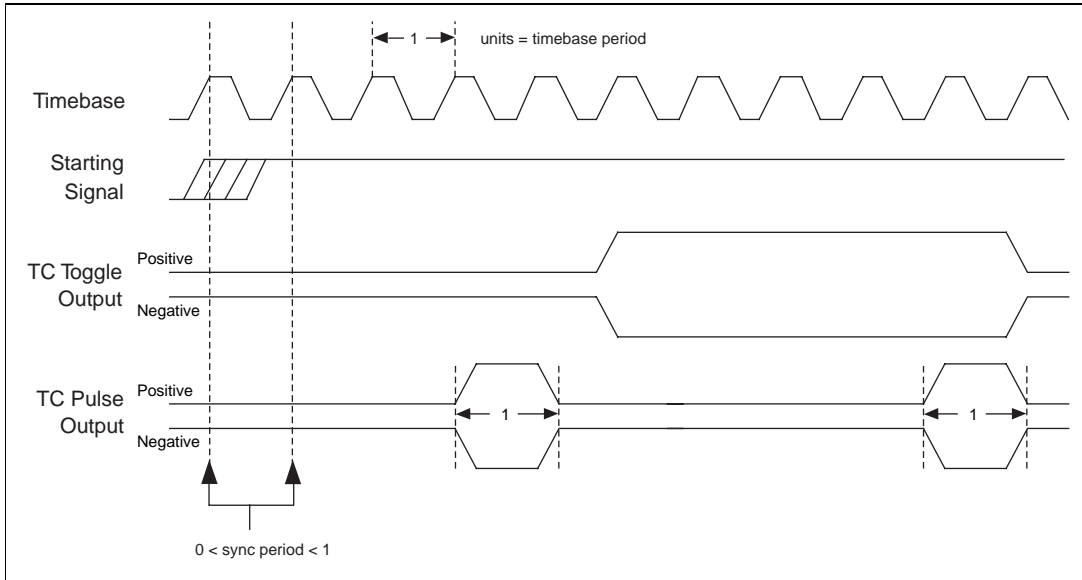 1
units = timebase period
Timebase
Starting
Signal
Positive
TC Toggle
Output
Negative
Positive
TC Pulse
Output
Negative
1
1
0 < sync period < 1